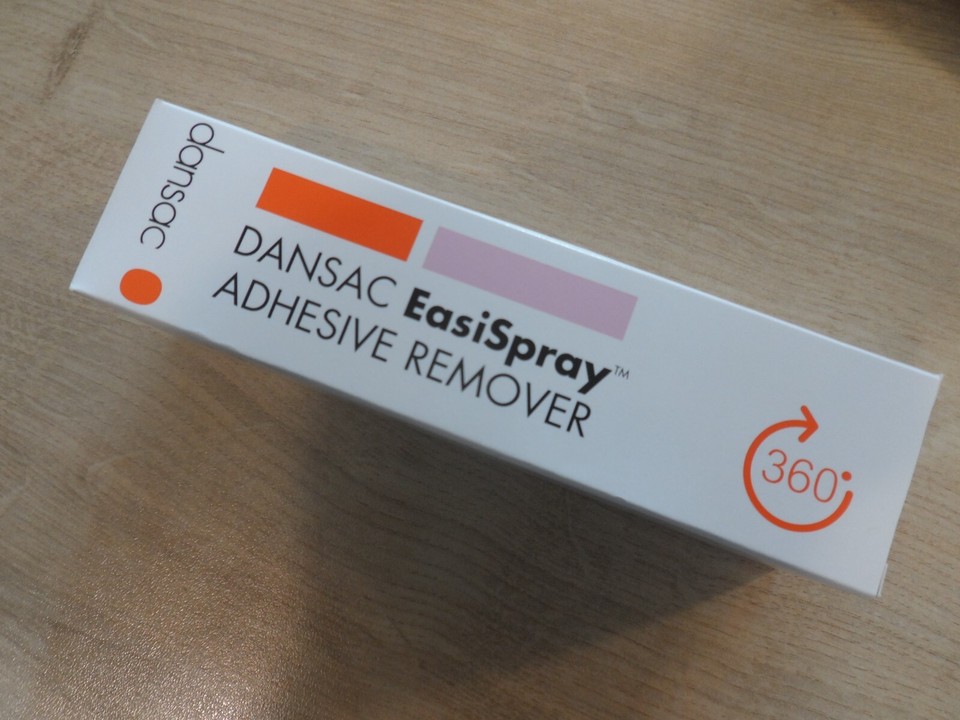 dansac
DANSAC EasiSpray™
ADHESIVE REMOVER
360°